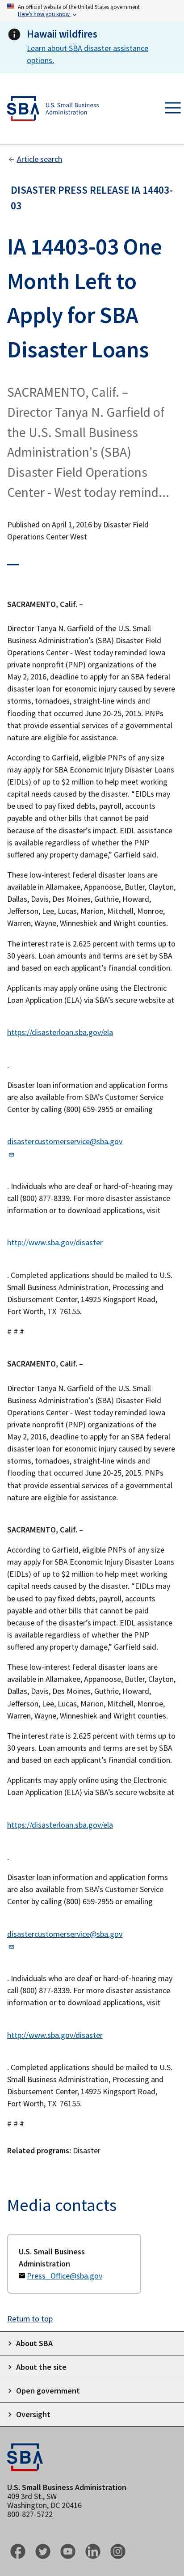 An official website of the United States government
Here's how you know
Hawaii wildfires
Learn about SBA disaster assistance
options.
SBA
U.S. Small Business
Administration
Article search
DISASTER PRESS RELEASE IA 14403-
03
IA 14403-03 One
Month Left to
Apply for SBA
Disaster Loans
SACRAMENTO, Calif. –
Director Tanya N. Garfield of
the U.S. Small Business
Administration’s (SBA)
Disaster Field Operations
Center - West today remind...
Published on April 1, 2016 by Disaster Field
Operations Center West
SACRAMENTO, Calif. –
Director Tanya N. Garfield of the U.S. Small
Business Administration’s (SBA) Disaster Field
Operations Center - West today reminded Iowa
private nonprofit (PNP) organizations of the
May 2, 2016, deadline to apply for an SBA federal
disaster loan for economic injury caused by severe
storms, tornadoes, straight-line winds and
flooding that occurred June 20-25, 2015. PNPs
that provide essential services of a governmental
nature are eligible for assistance.
According to Garfield, eligible PNPs of any size
may apply for SBA Economic Injury Disaster Loans
(EIDLs) of up to $2 million to help meet working
capital needs caused by the disaster. “EIDLs may
be used to pay fixed debts, payroll, accounts
payable and other bills that cannot be paid
because of the disaster’s impact. EIDL assistance
is available regardless of whether the PNP
suffered any property damage,” Garfield said.
These low-interest federal disaster loans are
available in Allamakee, Appanoose, Butler, Clayton,
Dallas, Davis, Des Moines, Guthrie, Howard,
Jefferson, Lee, Lucas, Marion, Mitchell, Monroe,
Warren, Wayne, Winneshiek and Wright counties.
The interest rate is 2.625 percent with terms up to
30 years. Loan amounts and terms are set by SBA
and are based on each applicant’s financial condition.
Applicants may apply online using the Electronic
Loan Application (ELA) via SBA’s secure website at
https://disasterloan.sba.gov/ela
.
Disaster loan information and application forms
are also available from SBA’s Customer Service
Center by calling (800) 659-2955 or emailing
disastercustomerservice@sba.gov
. Individuals who are deaf or hard-of-hearing may
call (800) 877-8339. For more disaster assistance
information or to download applications, visit
http://www.sba.gov/disaster
. Completed applications should be mailed to U.S.
Small Business Administration, Processing and
Disbursement Center, 14925 Kingsport Road,
Fort Worth, TX 76155.
# # #
SACRAMENTO, Calif. –
Director Tanya N. Garfield of the U.S. Small
Business Administration’s (SBA) Disaster Field
Operations Center - West today reminded Iowa
private nonprofit (PNP) organizations of the
May 2, 2016, deadline to apply for an SBA federal
disaster loan for economic injury caused by severe
storms, tornadoes, straight-line winds and
flooding that occurred June 20-25, 2015. PNPs
that provide essential services of a governmental
nature are eligible for assistance.
SACRAMENTO, Calif. –
According to Garfield, eligible PNPs of any size
may apply for SBA Economic Injury Disaster Loans
(EIDLs) of up to $2 million to help meet working
capital needs caused by the disaster. “EIDLs may
be used to pay fixed debts, payroll, accounts
payable and other bills that cannot be paid
because of the disaster’s impact. EIDL assistance
is available regardless of whether the PNP
suffered any property damage,” Garfield said.
These low-interest federal disaster loans are
available in Allamakee, Appanoose, Butler, Clayton,
Dallas, Davis, Des Moines, Guthrie, Howard,
Jefferson, Lee, Lucas, Marion, Mitchell, Monroe,
Warren, Wayne, Winneshiek and Wright counties.
The interest rate is 2.625 percent with terms up to
30 years. Loan amounts and terms are set by SBA
and are based on each applicant’s financial condition.
Applicants may apply online using the Electronic
Loan Application (ELA) via SBA’s secure website at
https://disasterloan.sba.gov/ela
.
Disaster loan information and application forms
are also available from SBA’s Customer Service
Center by calling (800) 659-2955 or emailing
disastercustomerservice@sba.gov
. Individuals who are deaf or hard-of-hearing may
call (800) 877-8339. For more disaster assistance
information or to download applications, visit
http://www.sba.gov/disaster
. Completed applications should be mailed to U.S.
Small Business Administration, Processing and
Disbursement Center, 14925 Kingsport Road,
Fort Worth, TX 76155.
# # #
Related programs: Disaster
Media contacts
U.S. Small Business
Administration
Press_Office@sba.gov
Return to top
About SBA
About the site
Open government
Oversight
SBA
U.S. Small Business Administration
409 3rd St., SW
Washington, DC 20416
800-827-5722